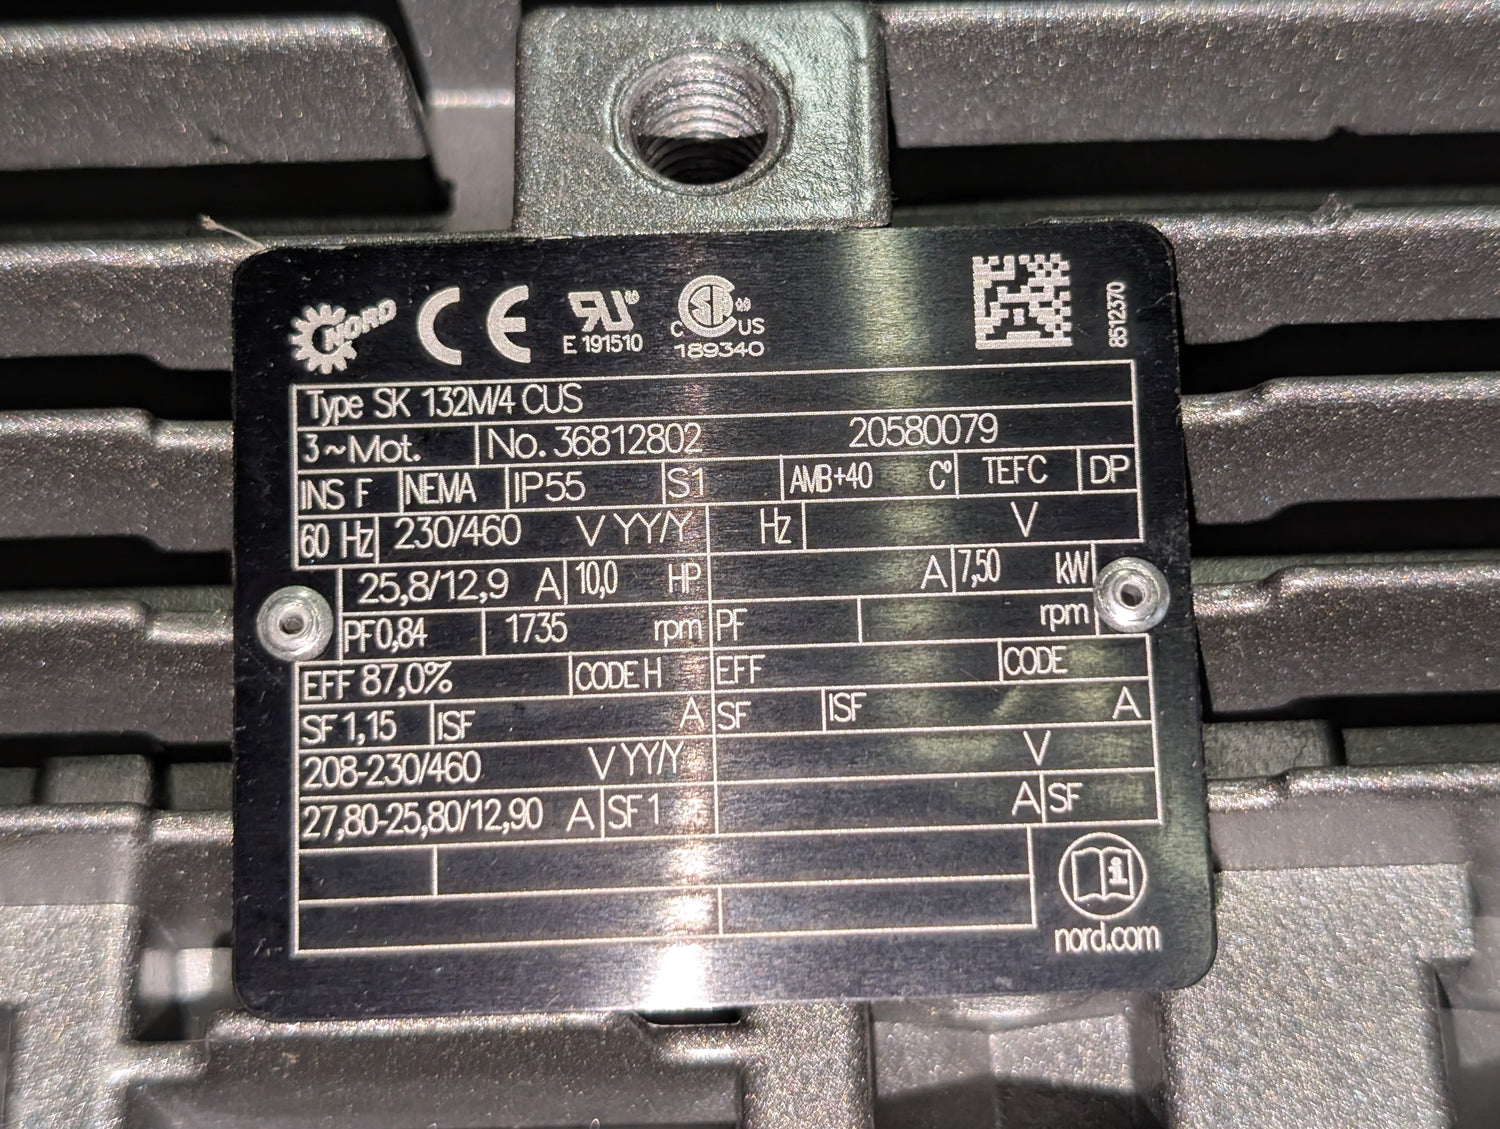 NORD CE RU C SA US
E 191510 189340 8612370
Type SK 132M/4 CUS
3~Mot. No. 36812802 20580079
INS F NEMA IP55 S1 AMB+40 C° TEFC DP
60 Hz 230/460 V YY/Y Hz V
25,8/12,9 A 10,0 HP A 7,50 kW
PF0,84 1735 rpm PF rpm
EFF 87,0% CODE H EFF CODE
SF 1,15 ISF A SF ISF A
208-230/460 V YY/Y V
27,80-25,80/12,90 A SF 1 A SF
nord.com